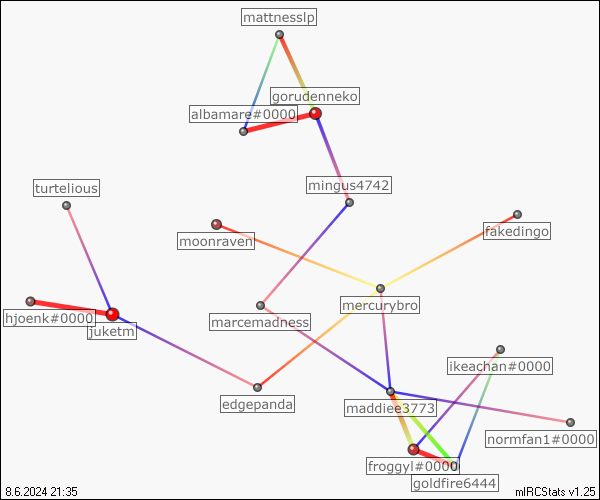 mattnesslp
gorudenneko
albamare#0000
mingus4742
turtelious
moonraven
fakedingo
mercurybro
hjoenk#0000
marcemadness
juketm
ikeachan#0000
edgepanda
maddiee3773
normfan1#0000
froggyl#0000
goldfire6444
8.6.2024 21:35
mIRCStats v1.25